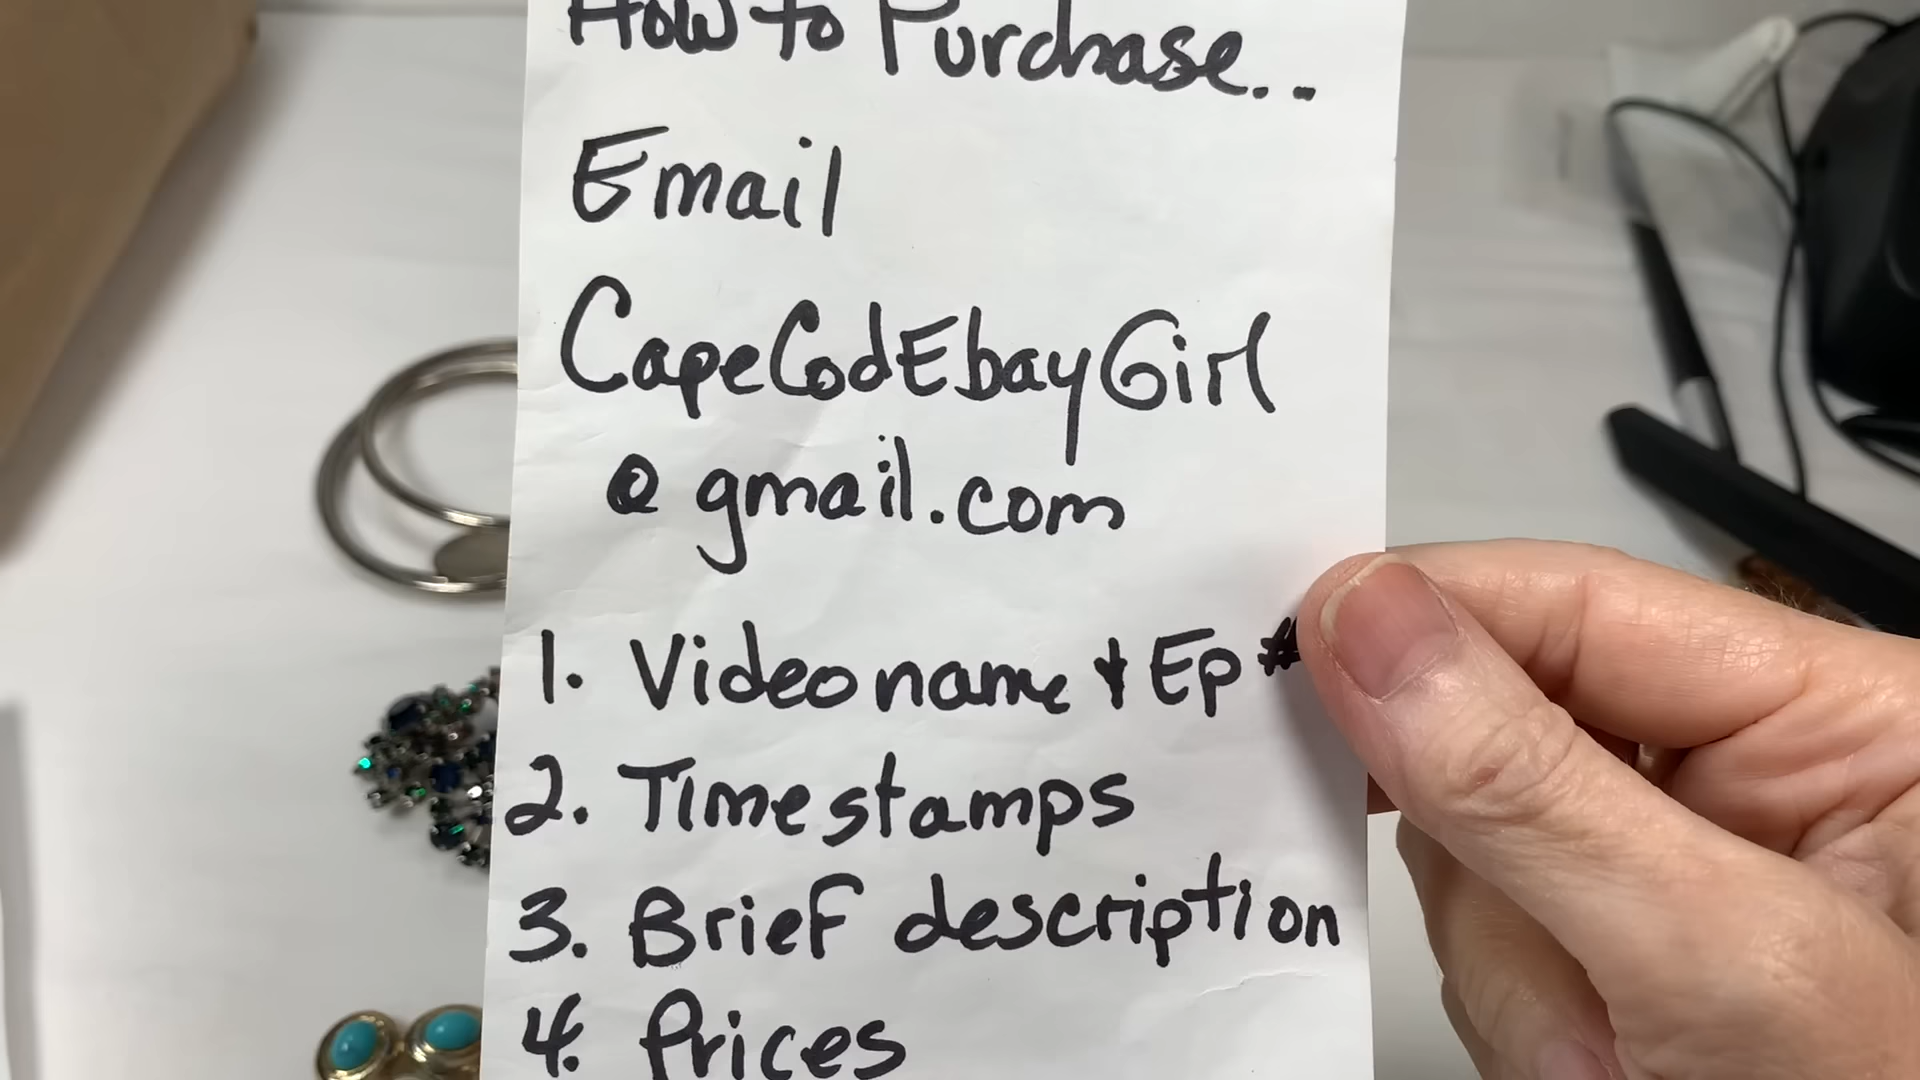 How to Purchase..
Email
CapeCodEbayGirl
@ gmail.com
1. Video name + Ep #
2. Timestamps
3. Brief description
4. Prices